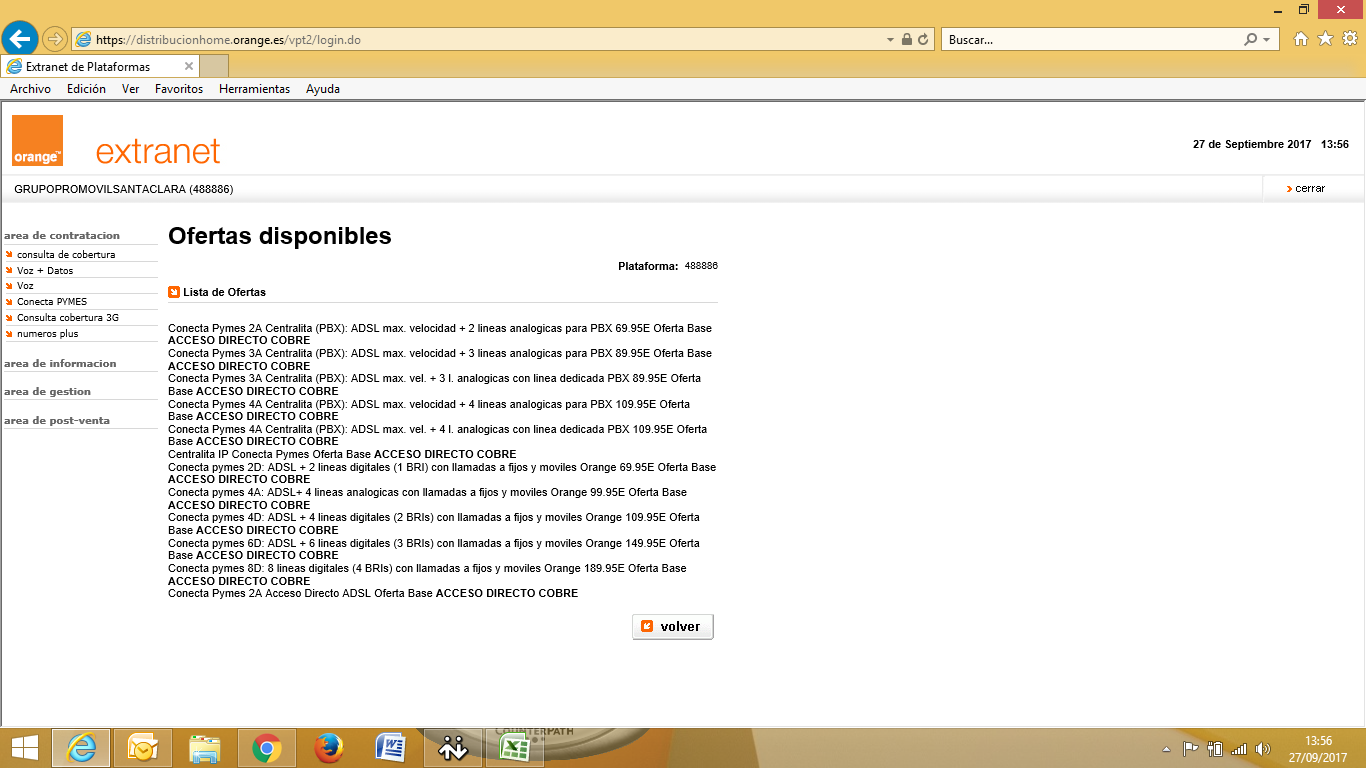 https://distribucionhome.orange.es/vpt2/login.do
Buscar...
Extranet de Plataformas
Archivo Edición Ver Favoritos Herramientas Ayuda
orange™
extranet
27 de Septiembre 2017 13:56
GRUPOPROMOVILSANTACLARA (488886)
cerrar
area de contratacion
consulta de cobertura
Voz + Datos
Voz
Conecta PYMES
Consulta cobertura 3G
numeros plus
area de informacion
area de gestion
area de post-venta
Ofertas disponibles
Plataforma: 488886
Lista de Ofertas
Conecta Pymes 2A Centralita (PBX): ADSL max. velocidad + 2 lineas analogicas para PBX 69.95E Oferta Base
ACCESO DIRECTO COBRE
Conecta Pymes 3A Centralita (PBX): ADSL max. velocidad + 3 lineas analogicas para PBX 89.95E Oferta Base
ACCESO DIRECTO COBRE
Conecta Pymes 3A Centralita (PBX): ADSL max. vel. + 3 l. analogicas con linea dedicada PBX 89.95E Oferta
Base ACCESO DIRECTO COBRE
Conecta Pymes 4A Centralita (PBX): ADSL max. velocidad + 4 lineas analogicas para PBX 109.95E Oferta
Base ACCESO DIRECTO COBRE
Conecta Pymes 4A Centralita (PBX): ADSL max. vel. + 4 l. analogicas con linea dedicada PBX 109.95E Oferta
Base ACCESO DIRECTO COBRE
Centralita IP Conecta Pymes Oferta Base ACCESO DIRECTO COBRE
Conecta pymes 2D: ADSL + 2 lineas digitales (1 BRI) con llamadas a fijos y moviles Orange 69.95E Oferta Base
ACCESO DIRECTO COBRE
Conecta pymes 4A: ADSL+ 4 lineas analogicas con llamadas a fijos y moviles Orange 99.95E Oferta Base
ACCESO DIRECTO COBRE
Conecta pymes 4D: ADSL + 4 lineas digitales (2 BRIs) con llamadas a fijos y moviles Orange 109.95E Oferta
Base ACCESO DIRECTO COBRE
Conecta pymes 6D: ADSL + 6 lineas digitales (3 BRIs) con llamadas a fijos y moviles Orange 149.95E Oferta
Base ACCESO DIRECTO COBRE
Conecta pymes 8D: 8 lineas digitales (4 BRIs) con llamadas a fijos y moviles Orange 189.95E Oferta Base
ACCESO DIRECTO COBRE
Conecta Pymes 2A Acceso Directo ADSL Oferta Base ACCESO DIRECTO COBRE
volver
COUNTERPATH
13:56
27/09/2017